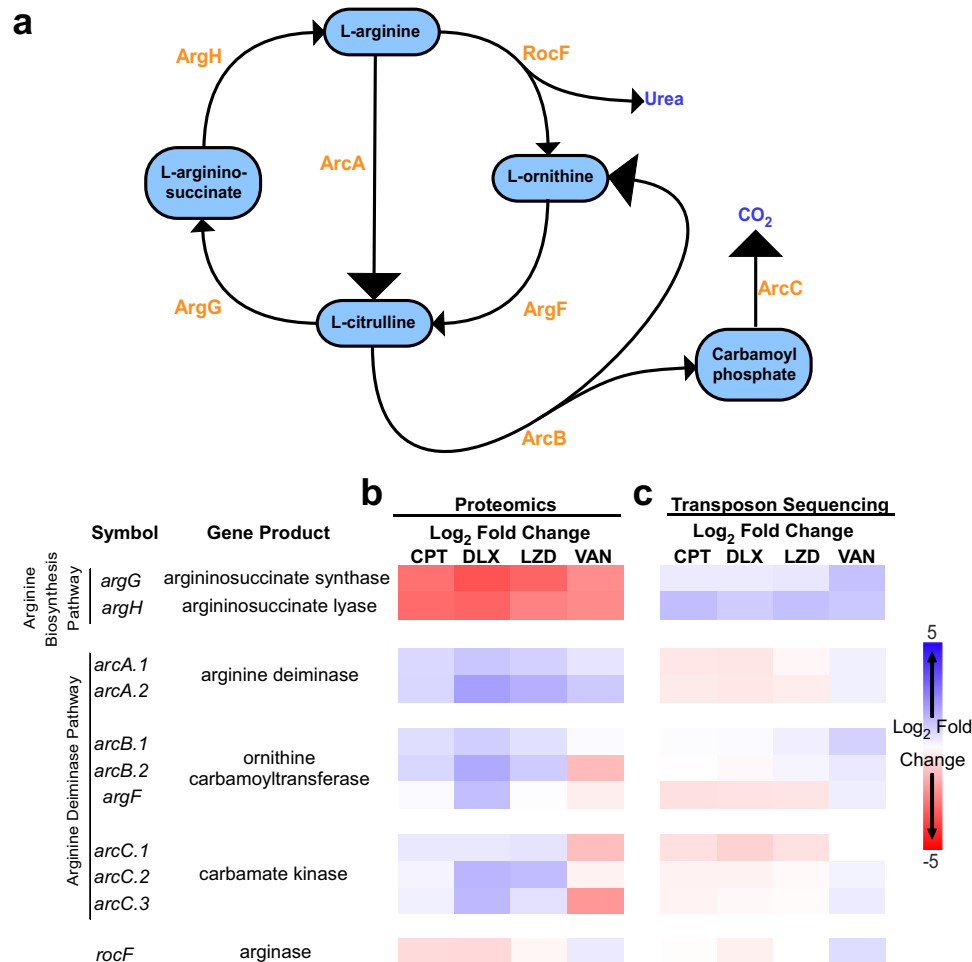 a
L-arginine
ArgH
RocF
Urea
ArcA
L-arginino-
succinate
L-ornithine
CO2
ArcC
ArgG
L-citrulline
ArgF
Carbamoyl
phosphate
ArcB
b
c
Proteomics
Transposon Sequencing
Symbol
Gene Product
Log2 Fold Change
Log2 Fold Change
CPT DLX LZD VAN
CPT DLX LZD VAN
Arginine
Biosynthesis
Pathway
argG argininosuccinate synthase
argH argininosuccinate lyase
Arginine Deiminase Pathway
arcA.1
arginine deiminase
arcA.2
arcB.1
ornithine
arcB.2
carbamoyltransferase
argF
arcC.1
arcC.2 carbamate kinase
arcC.3
rocF arginase
5
Log2 Fold
Change
-5